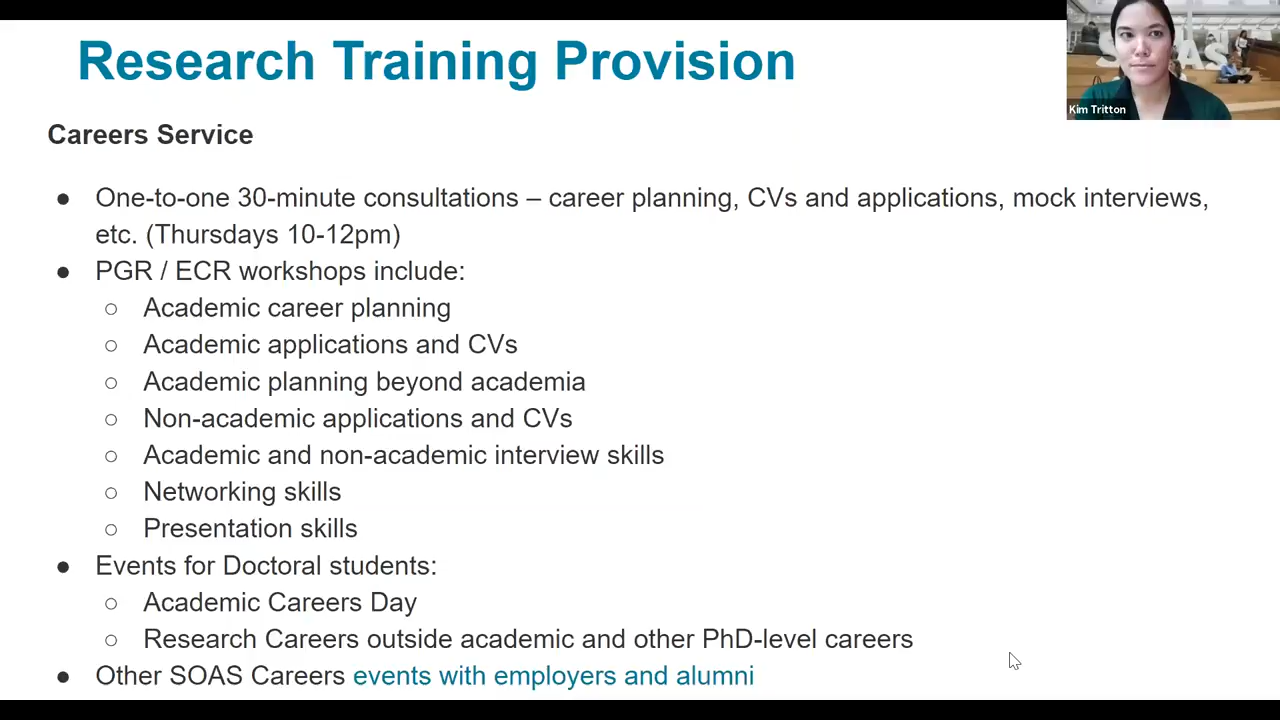 Research Training Provision
SOAS
Kim Tritton
Careers Service
● One-to-one 30-minute consultations – career planning, CVs and applications, mock interviews,
etc. (Thursdays 10-12pm)
● PGR / ECR workshops include:
○ Academic career planning
○ Academic applications and CVs
○ Academic planning beyond academia
○ Non-academic applications and CVs
○ Academic and non-academic interview skills
○ Networking skills
○ Presentation skills
● Events for Doctoral students:
○ Academic Careers Day
○ Research Careers outside academic and other PhD-level careers
● Other SOAS Careers events with employers and alumni